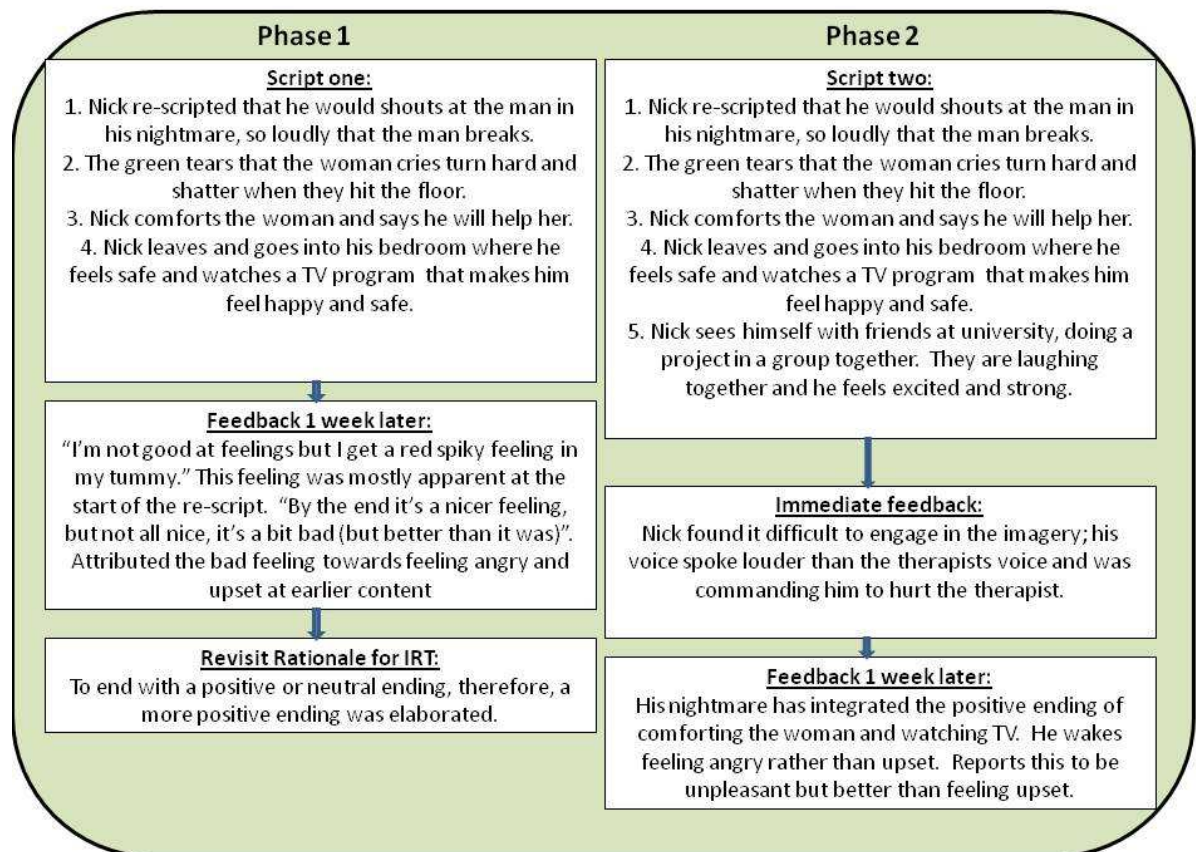 Phase 1
Script one:
1. Nick re-scripted that he would shouts at the man in
his nightmare, so loudly that the man breaks.
2. The green tears that the woman cries turn hard and
shatter when they hit the floor.
3. Nick comforts the woman and says he will help her.
4. Nick leaves and goes into his bedroom where he
feels safe and watches a TV program that makes him
feel happy and safe.
Feedback 1 week later:
“I’m not good at feelings but I get a red spiky feeling in
my tummy.” This feeling was mostly apparent at the
start of the re-script. “By the end it’s a nicer feeling,
but not all nice, it’s a bit bad (but better than it was)”.
Attributed the bad feeling towards feeling angry and
upset at earlier content
Revisit Rationale for IRT:
To end with a positive or neutral ending, therefore, a
more positive ending was elaborated.
Phase 2
Script two:
1. Nick re-scripted that he would shouts at the man in
his nightmare, so loudly that the man breaks.
2. The green tears that the woman cries turn hard and
shatter when they hit the floor.
3. Nick comforts the woman and says he will help her.
4. Nick leaves and goes into his bedroom where he
feels safe and watches a TV program that makes him
feel happy and safe.
5. Nick sees himself with friends at university, doing a
project in a group together. They are laughing
together and he feels excited and strong.
Immediate feedback:
Nick found it difficult to engage in the imagery; his
voice spoke louder than the therapists voice and was
commanding him to hurt the therapist.
Feedback 1 week later:
His nightmare has integrated the positive ending of
comforting the woman and watching TV. He wakes
feeling angry rather than upset. Reports this to be
unpleasant but better than feeling upset.